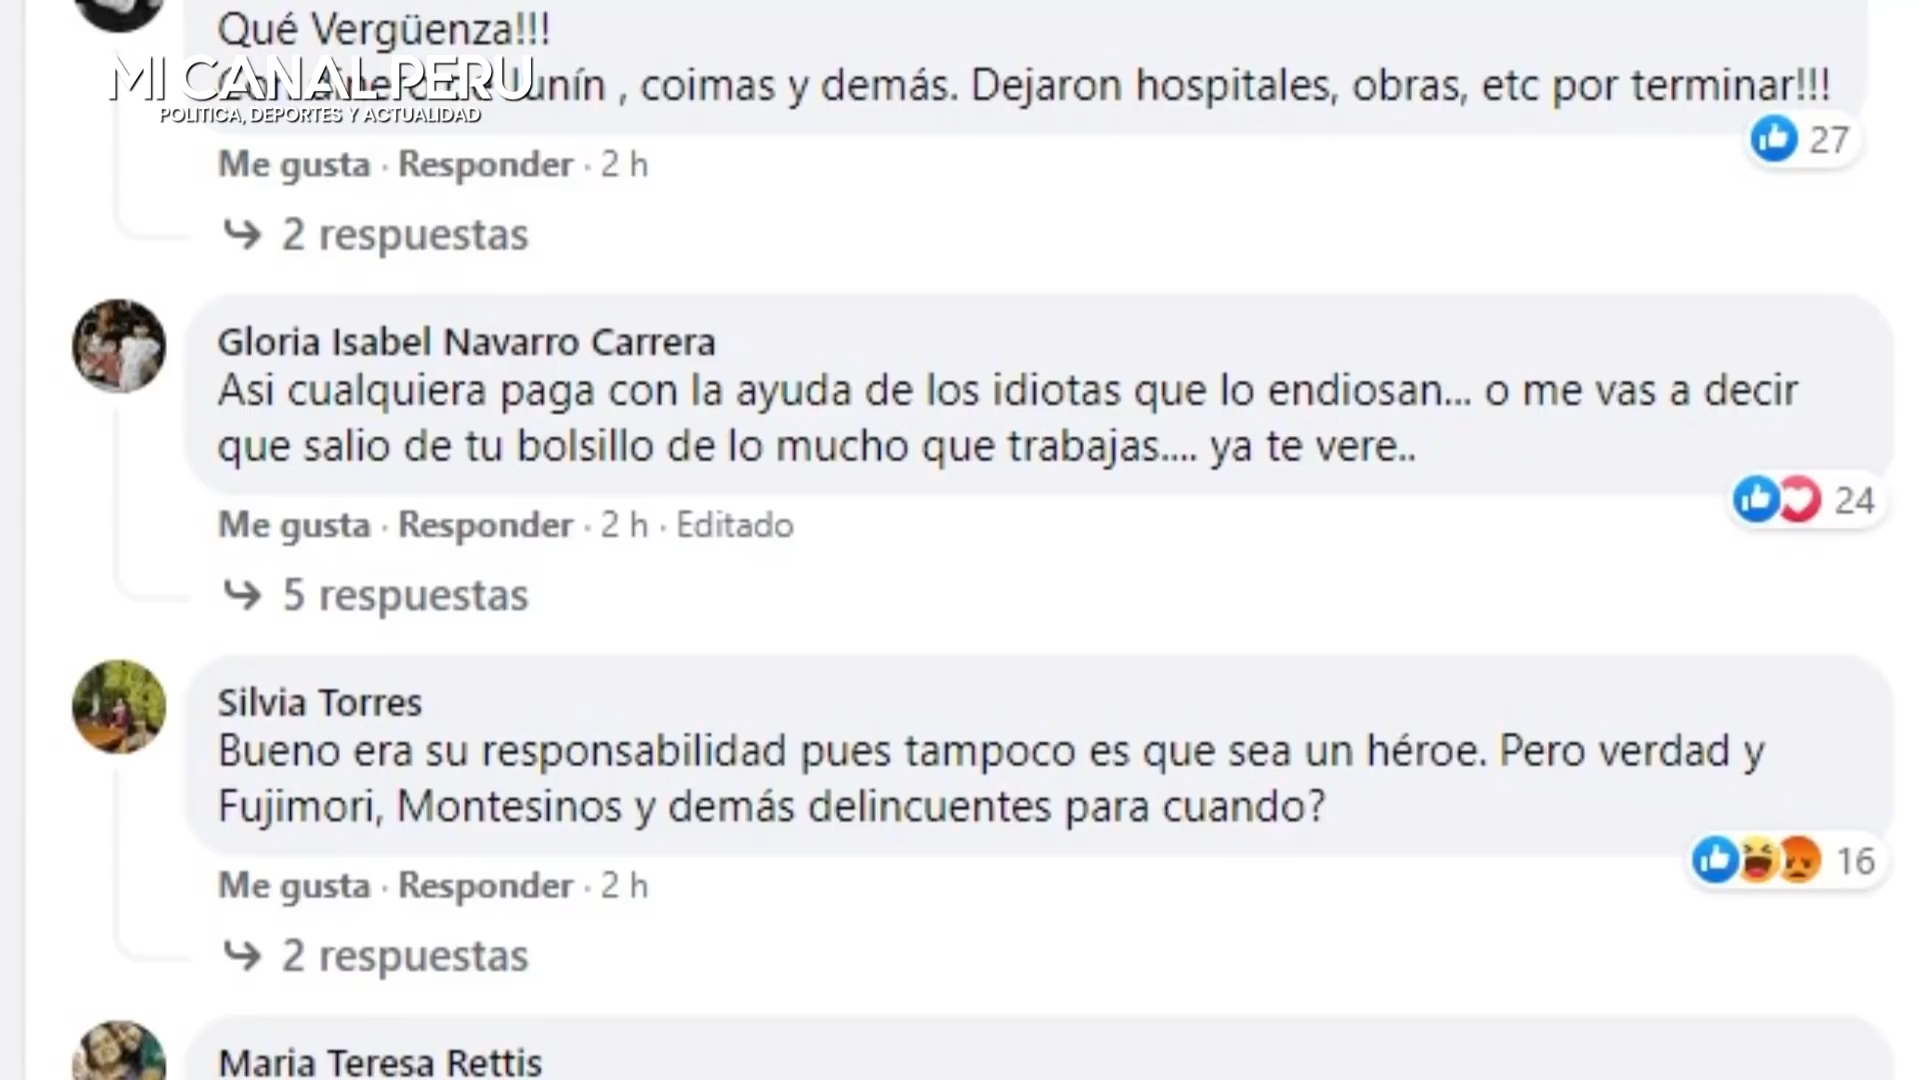 Qué Vergüenza!!!
MI CANAL PERU
Junín , coimas y demás. Dejaron hospitales, obras, etc por terminar!!!
POLITICA, DEPORTES Y ACTUALIDAD
27
Me gusta · Responder · 2 h
2 respuestas
Gloria Isabel Navarro Carrera
Asi cualquiera paga con la ayuda de los idiotas que lo endiosan... o me vas a decir
que salio de tu bolsillo de lo mucho que trabajas.... ya te vere..
24
Me gusta · Responder · 2 h · Editado
5 respuestas
Silvia Torres
Bueno era su responsabilidad pues tampoco es que sea un héroe. Pero verdad y
Fujimori, Montesinos y demás delincuentes para cuando?
16
Me gusta · Responder · 2 h
2 respuestas
Maria Teresa Rettis